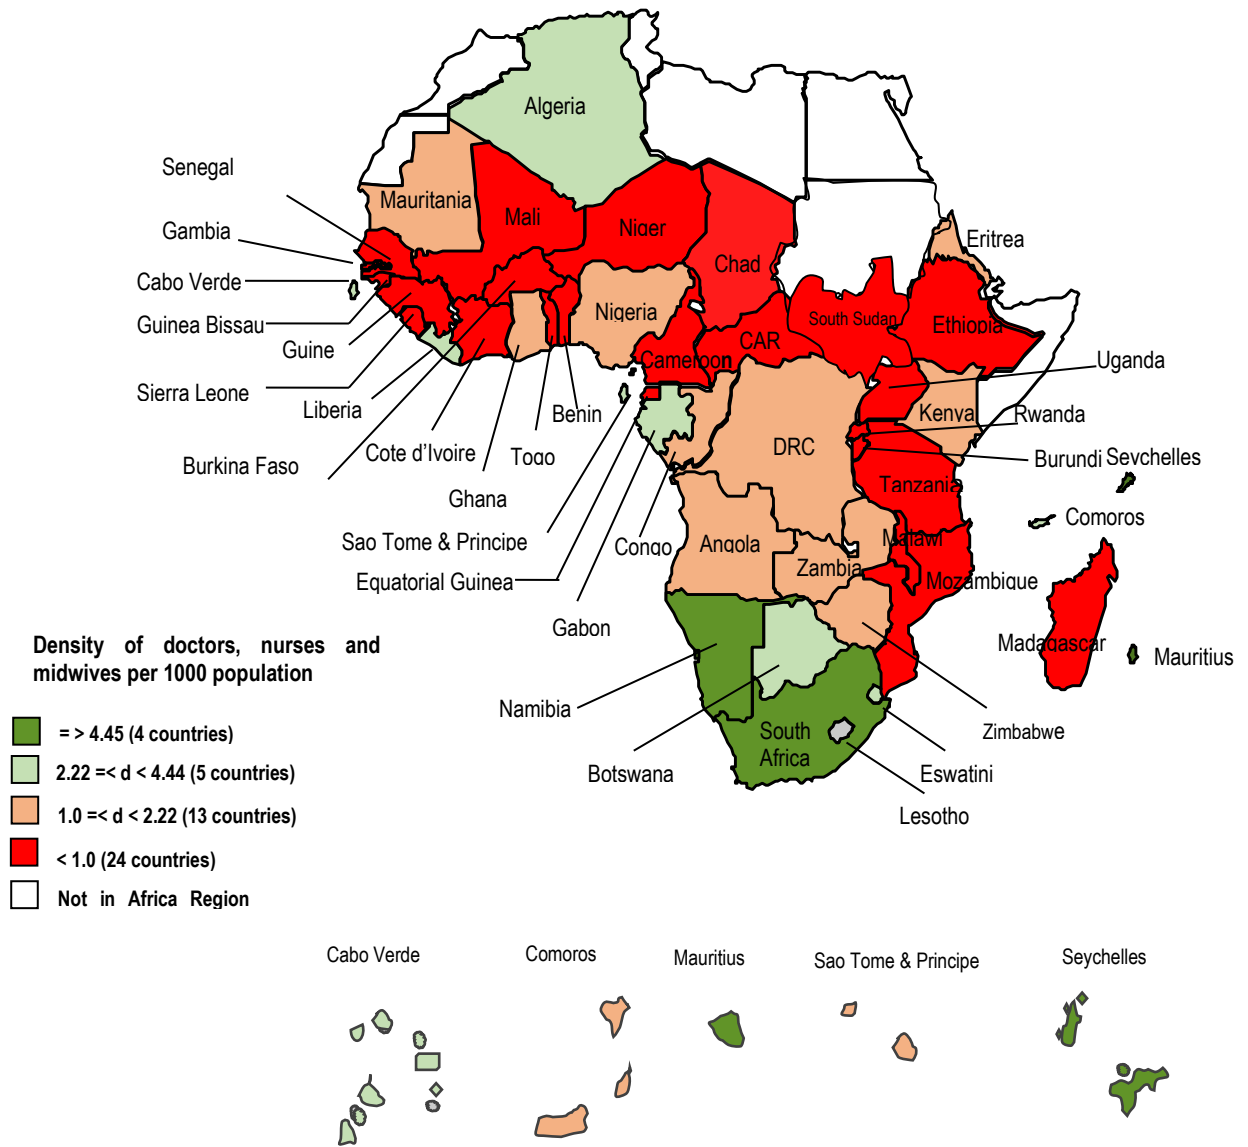 Algeria
Senegal
Mauritania
Mali
Niger
Gambia
Chad
Eritrea
Cabo Verde
Nigeria
South Sudan
Ethiopia
Guinea Bissau
Guine
CAR
Cameroon
Uganda
Sierra Leone
Liberia
Benin
Kenya
Rwanda
Burkina Faso
Cote d'Ivoire
Togo
DRC
Burundi
Seychelles
Ghana
Tanzania
Comoros
Sao Tome & Principe
Congo
Angola
Malawi
Equatorial Guinea
Zambia
Mozambique
Gabon
Madagascar
Mauritius
Density of doctors, nurses and
midwives per 1000 population
Namibia
Zimbabwe
= > 4.45 (4 countries)
South
Africa
2.22 =< d < 4.44 (5 countries)
Botswana
Eswatini
1.0 =< d < 2.22 (13 countries)
Lesotho
< 1.0 (24 countries)
Not in Africa Region
Cabo Verde
Comoros
Mauritius
Sao Tome & Principe
Seychelles